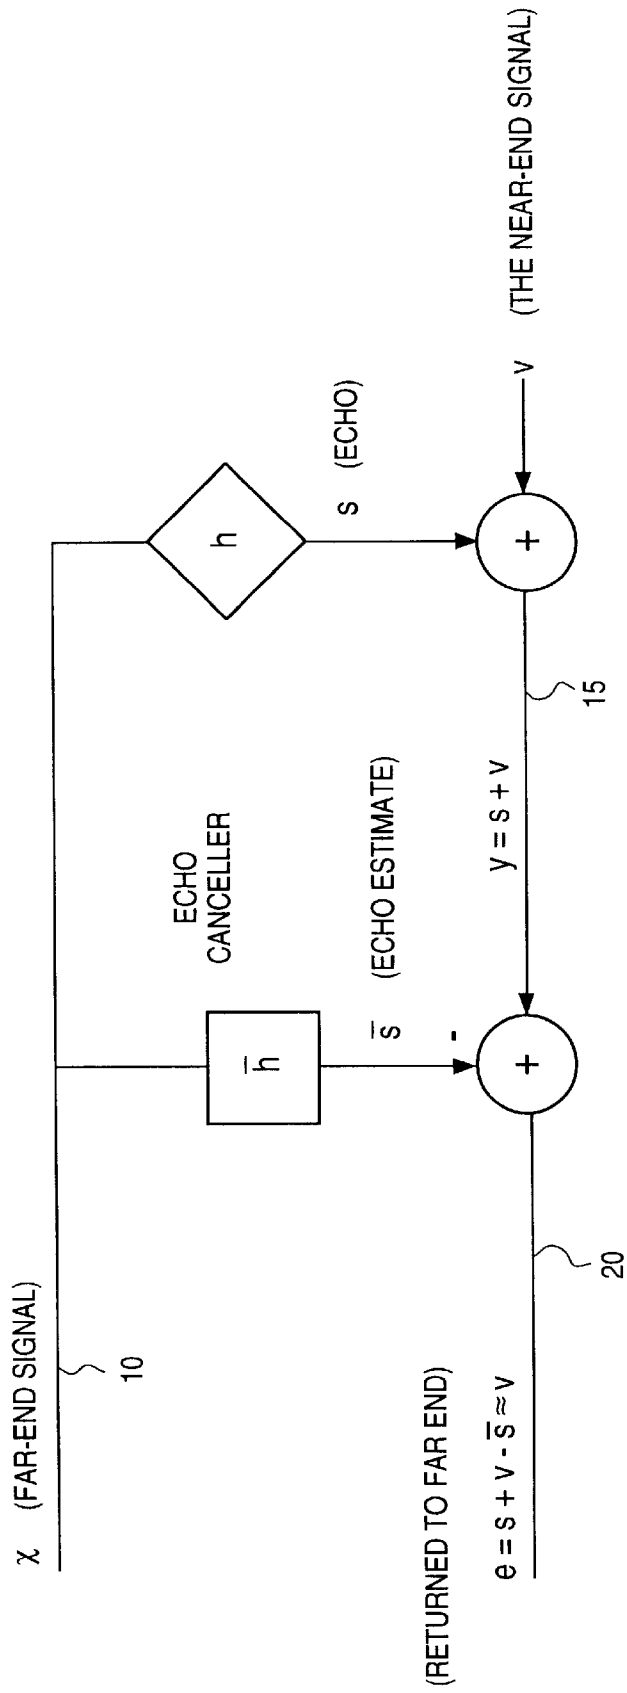 χ (FAR-END SIGNAL)
10
ECHO
CANCELLER
h̅
h
s̅ (ECHO ESTIMATE)
-
s (ECHO)
(RETURNED TO FAR END)
e = s + v - s̅ ≈ v
20
+
y = s + v
15
+
v (THE NEAR-END SIGNAL)